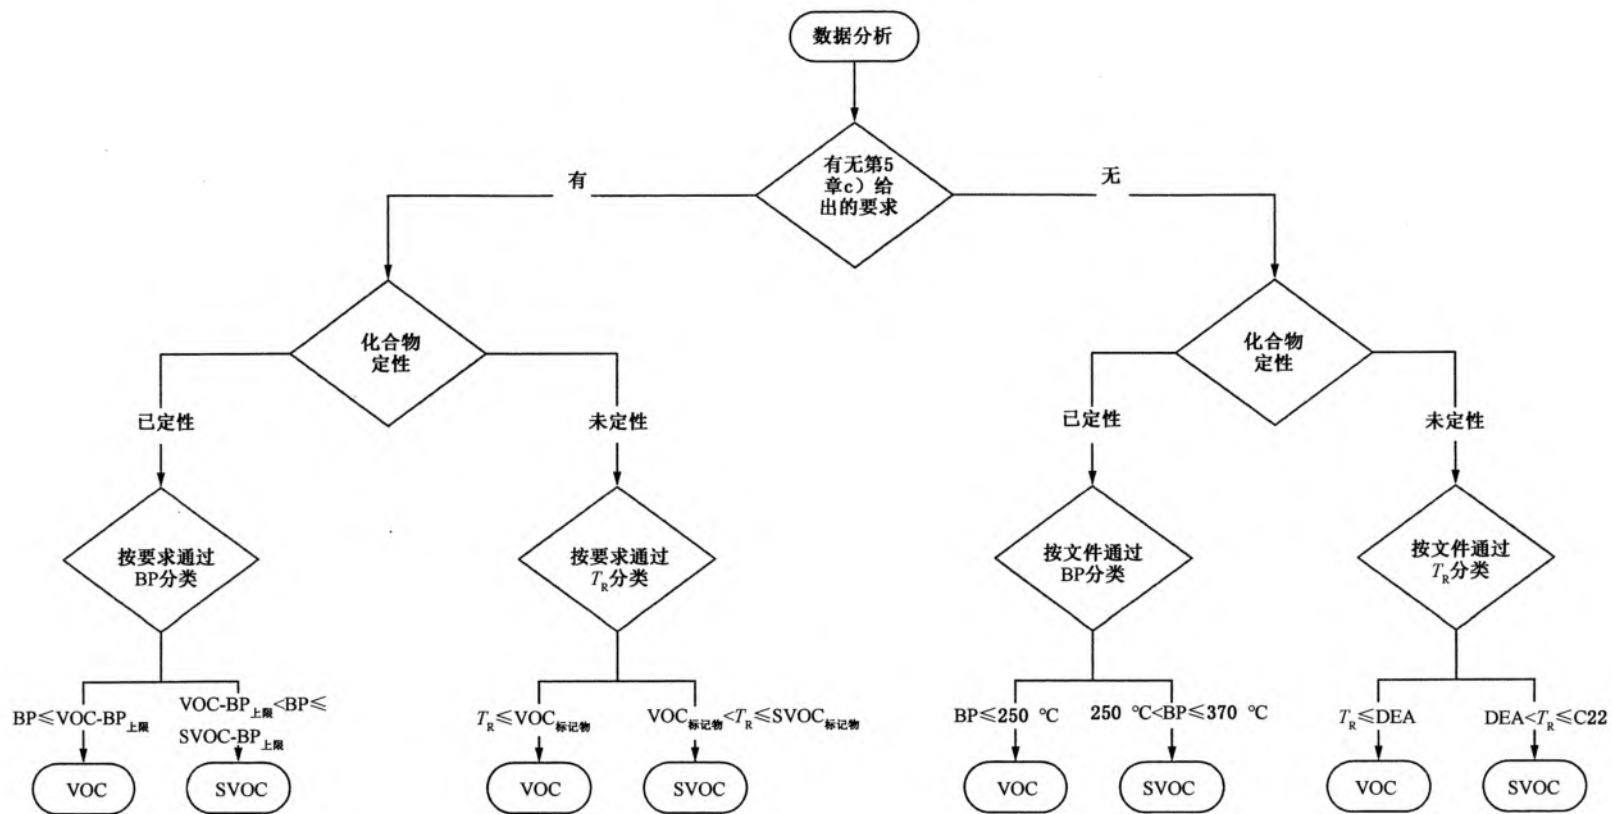 数据分析
有无第5
章c）给
出的要求
有
无
化合物
定性
化合物
定性
已定性
未定性
已定性
未定性
按要求通过
BP分类
按要求通过
T_R分类
按文件通过
BP分类
按文件通过
T_R分类
BP≤VOC-BP上限
VOC-BP上限<BP≤
SVOC-BP上限
T_R≤VOC标记物
VOC标记物<T_R≤SVOC标记物
BP≤250 ℃
250 ℃<BP≤370 ℃
T_R≤DEA
DEA<T_R≤C22
VOC
SVOC
VOC
SVOC
VOC
SVOC
VOC
SVOC